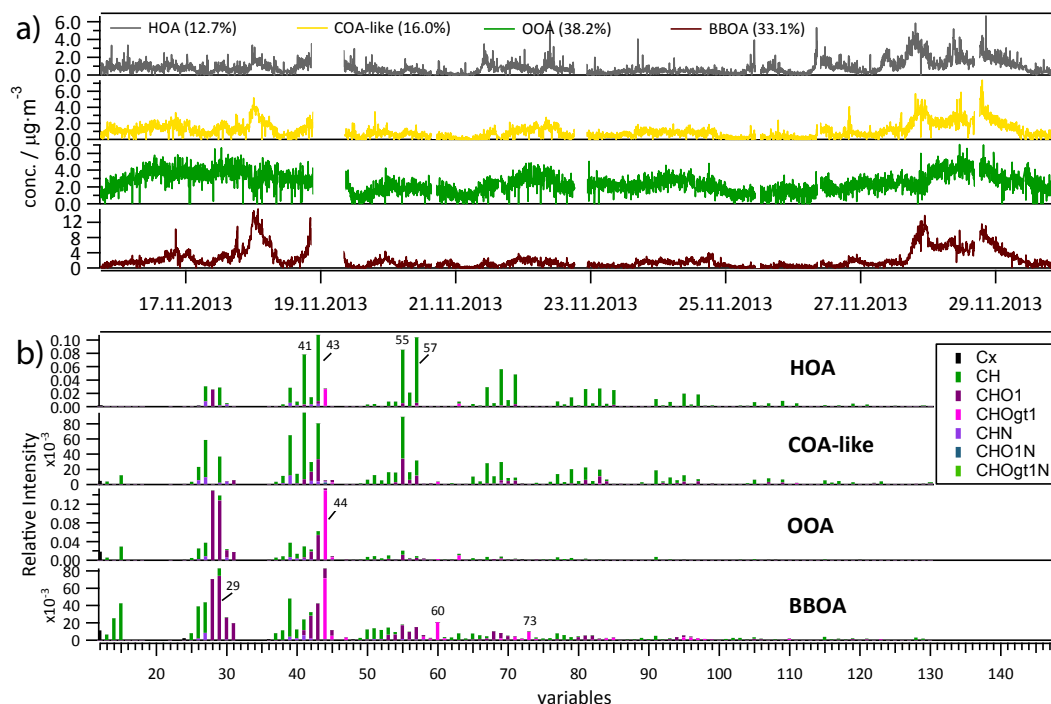 a)
HOA (12.7%) COA-like (16.0%) OOA (38.2%) BBOA (33.1%)
6.0
4.0
2.0
0.0
6.0
4.0
2.0
0.0
6.0
4.0
2.0
0.0
12
8
4
0
conc. / µg·m⁻³
17.11.2013 19.11.2013 21.11.2013 23.11.2013 25.11.2013 27.11.2013 29.11.2013
b)
0.10
0.08
0.06
0.04
0.02
0.00
41 43 55 57
HOA
80
60
40
20
0
x10⁻³
COA-like
0.12
0.08
0.04
0.00
44
OOA
80
60
40
20
0
x10⁻³
29 60 73
BBOA
Relative Intensity
Cx
CH
CHO1
CHOgt1
CHN
CHO1N
CHOgt1N
20 30 40 50 60 70 80 90 100 110 120 130 140
variables